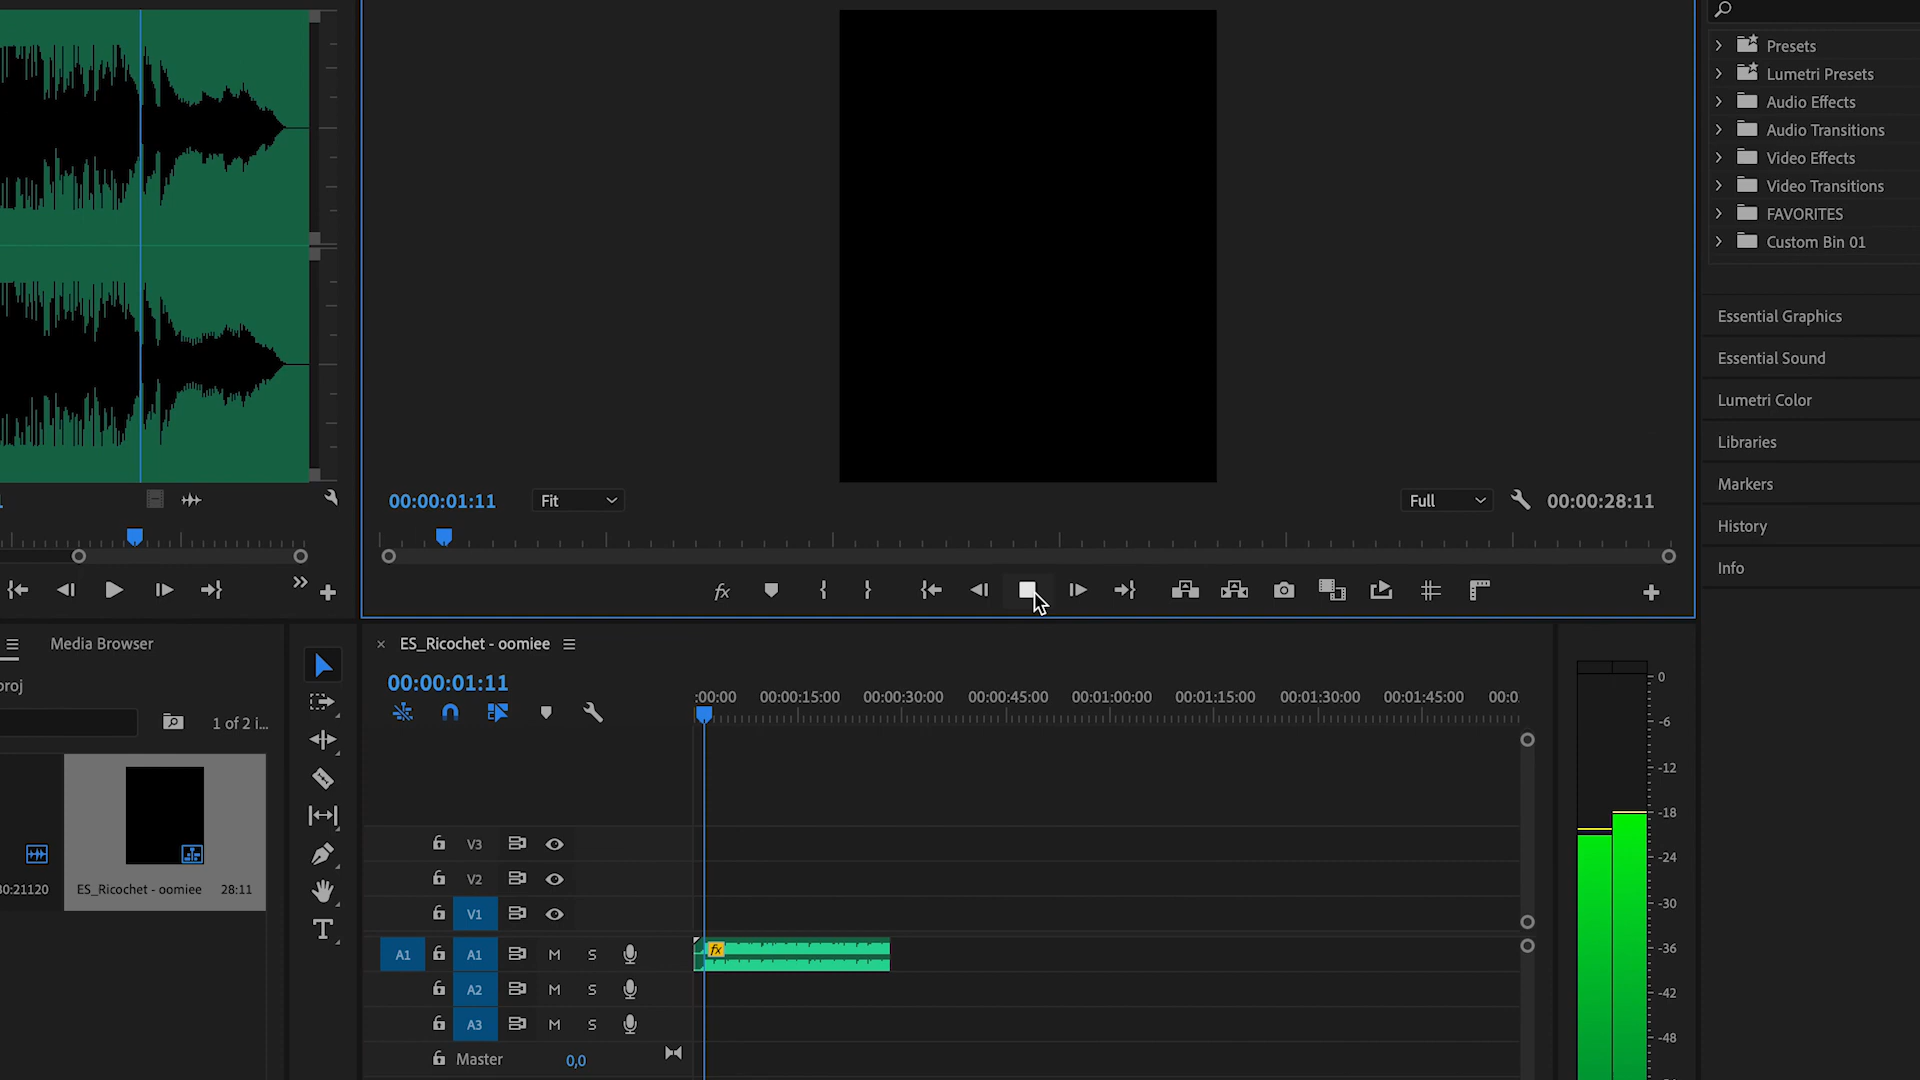 Presets
Lumetri Presets
Audio Effects
Audio Transitions
Video Effects
Video Transitions
FAVORITES
Custom Bin 01
Essential Graphics
Essential Sound
Lumetri Color
Libraries
Markers
History
Info
00:00:01:11
Fit
Full
00:00:28:11
fx
Media Browser
roj
1 of 2 i...
0:21120
ES_Ricochet - oomiee 28:11
ES_Ricochet - oomiee
00:00:01:11
:00:00 00:00:15:00 00:00:30:00 00:00:45:00 00:01:00:00 00:01:15:00 00:01:30:00 00:01:45:00 00:0
V3
V2
V1
A1 A1 M S
fx
A2 M S
A3 M S
Master 0,0
0
-6
-12
-18
-24
-30
-36
-42
-48